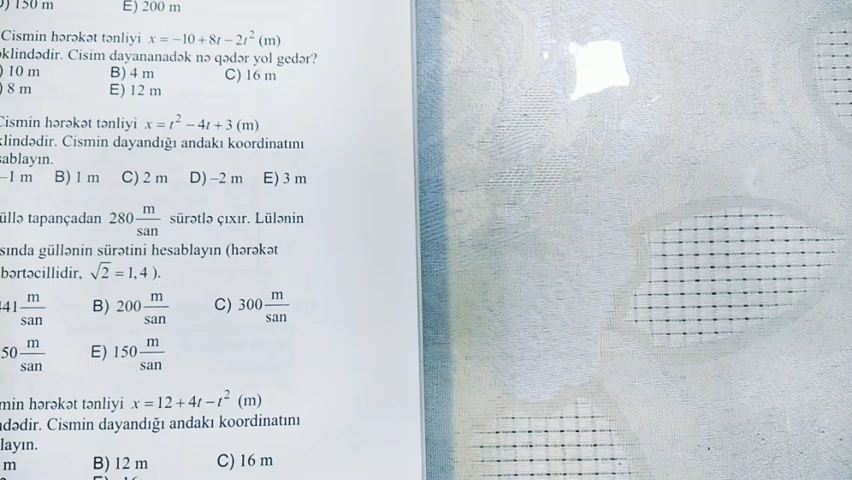 150 m E) 200 m
Cismin hərəkət tənliyi x = −10 + 8t − 2t² (m)
klindədir. Cisim dayananadək nə qədər yol gedər?
) 10 m B) 4 m C) 16 m
) 8 m E) 12 m
Cismin hərəkət tənliyi x = t² − 4t + 3 (m)
klindədir. Cismin dayandığı andakı koordinatını
sablayın.
−1 m B) 1 m C) 2 m D) −2 m E) 3 m
üllə tapançadan 280 m/san sürətlə çıxır. Lülənin
sında güllənin sürətini hesablayın (hərəkət
bərtəcillidir, √2 = 1,4 ).
41 m/san B) 200 m/san C) 300 m/san
50 m/san E) 150 m/san
min hərəkət tənliyi x = 12 + 4t − t² (m)
dədir. Cismin dayandığı andakı koordinatını
layın.
m B) 12 m C) 16 m